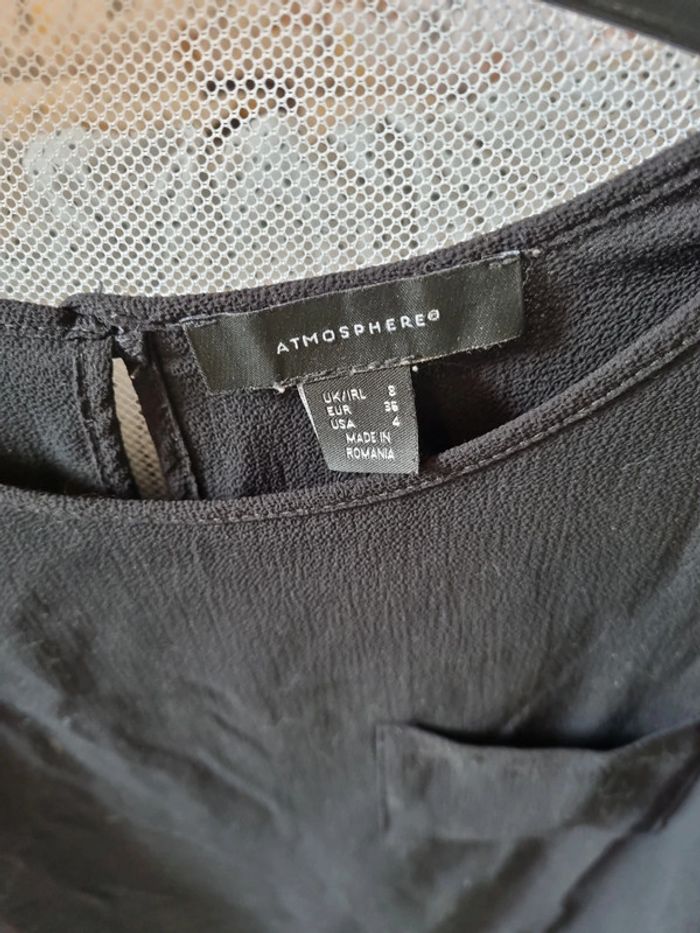 ATMOSPHERE®
UK/IRL 8
EUR 36
USA 4
MADE IN
ROMANIA